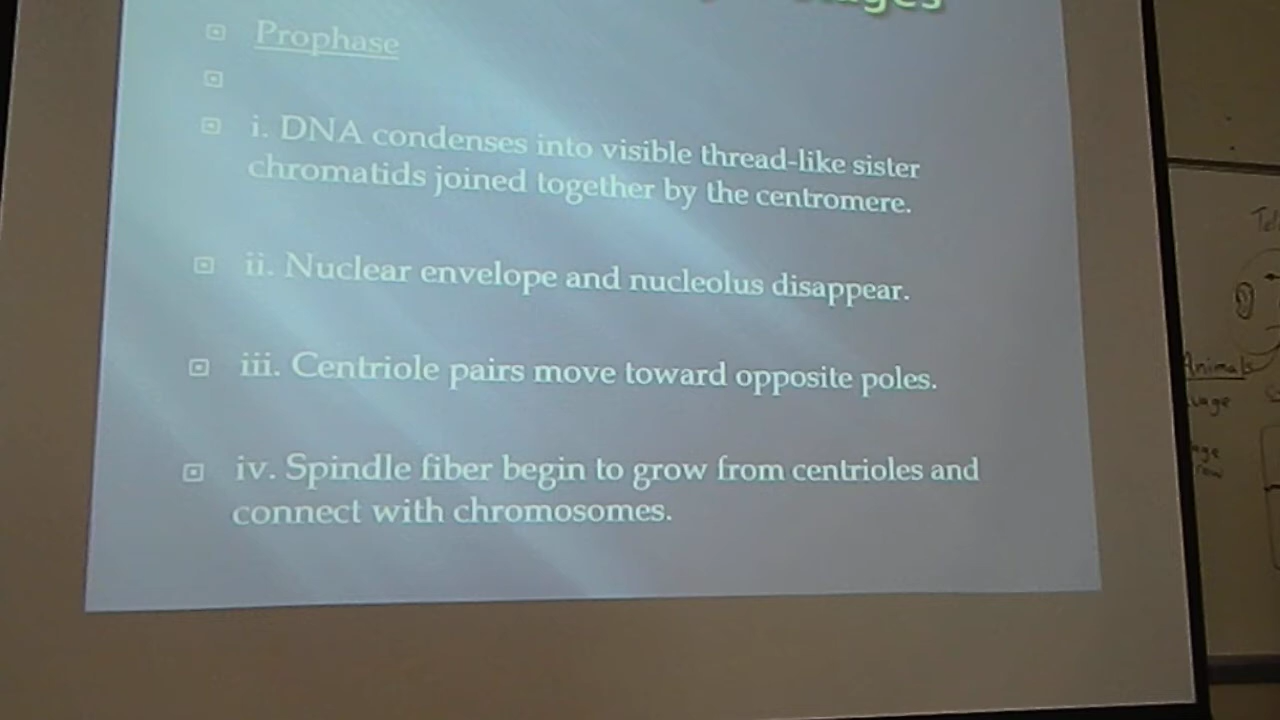 Prophase
i. DNA condenses into visible thread-like sister
chromatids joined together by the centromere.
ii. Nuclear envelope and nucleolus disappear.
iii. Centriole pairs move toward opposite poles.
iv. Spindle fiber begin to grow from centrioles and
connect with chromosomes.
Animals